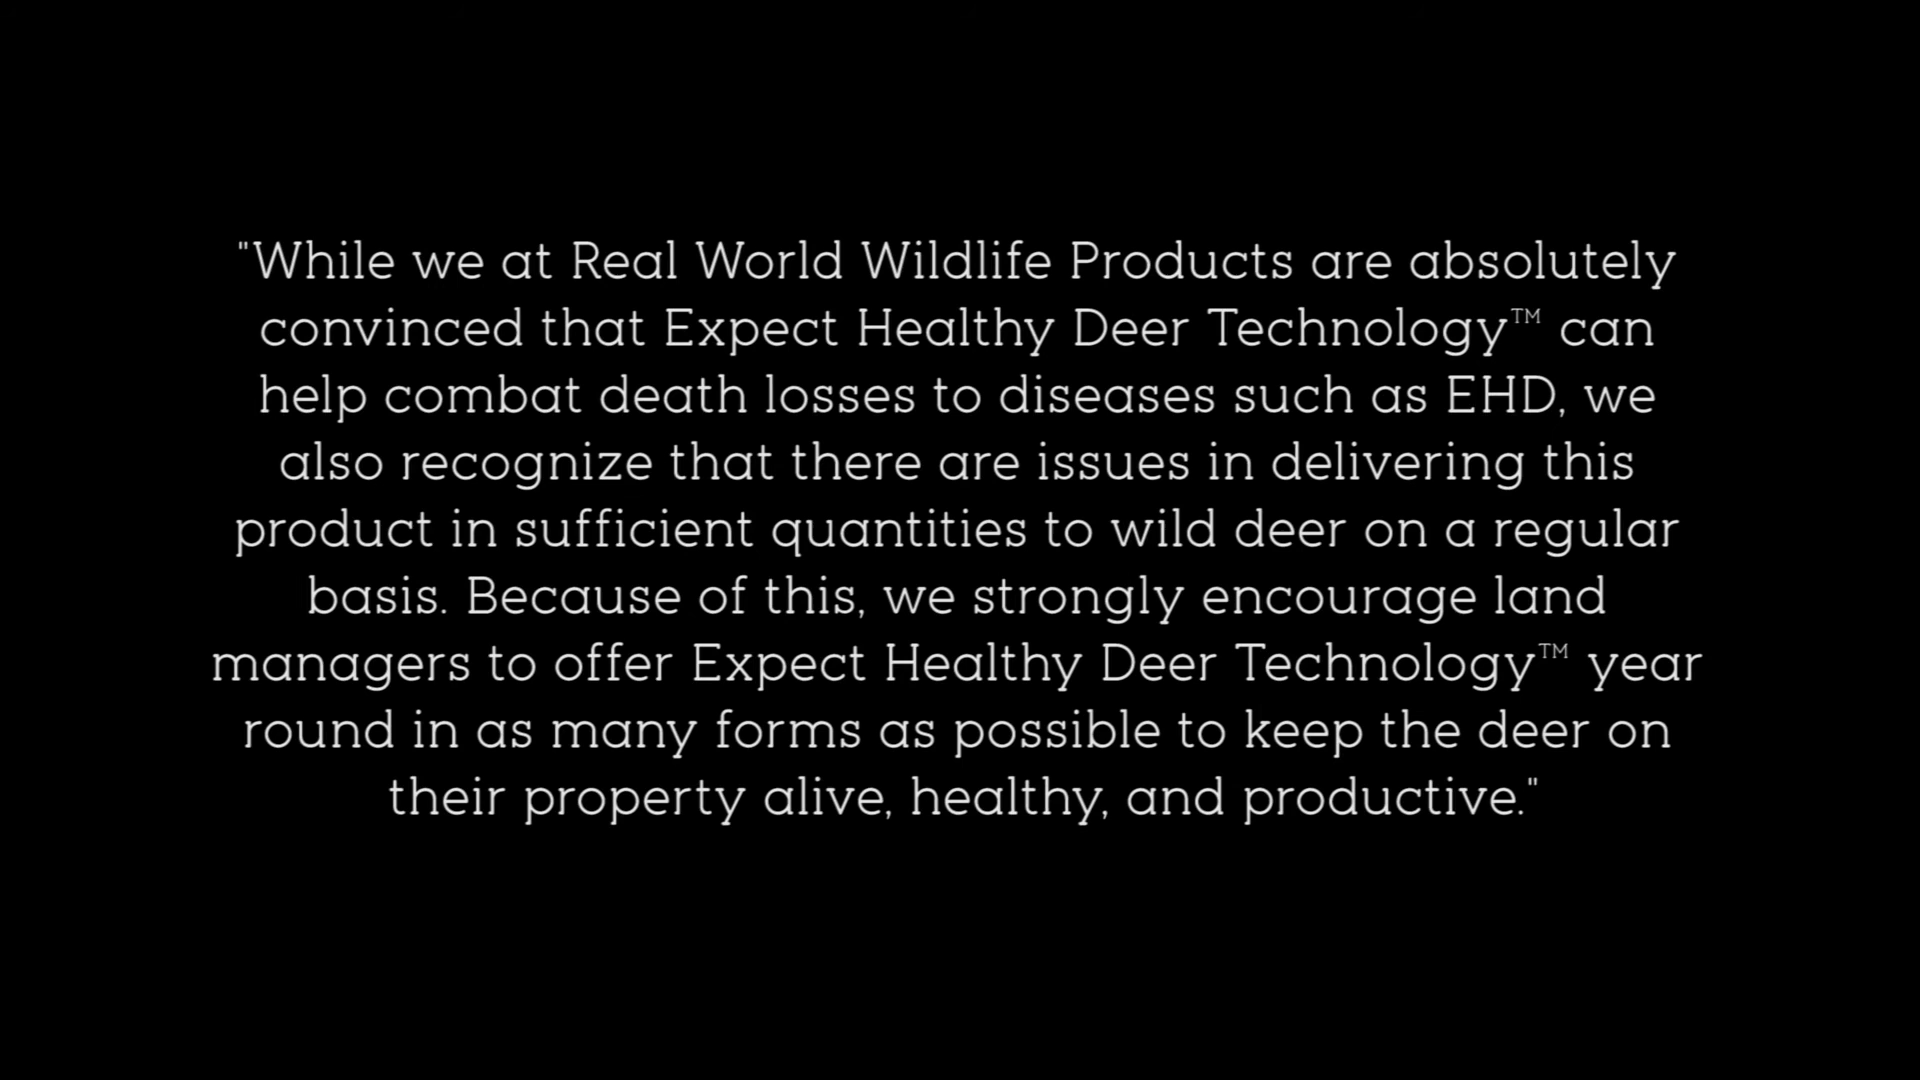 "While we at Real World Wildlife Products are absolutely
convinced that Expect Healthy Deer Technology™ can
help combat death losses to diseases such as EHD, we
also recognize that there are issues in delivering this
product in sufficient quantities to wild deer on a regular
basis. Because of this, we strongly encourage land
managers to offer Expect Healthy Deer Technology™ year
round in as many forms as possible to keep the deer on
their property alive, healthy, and productive."